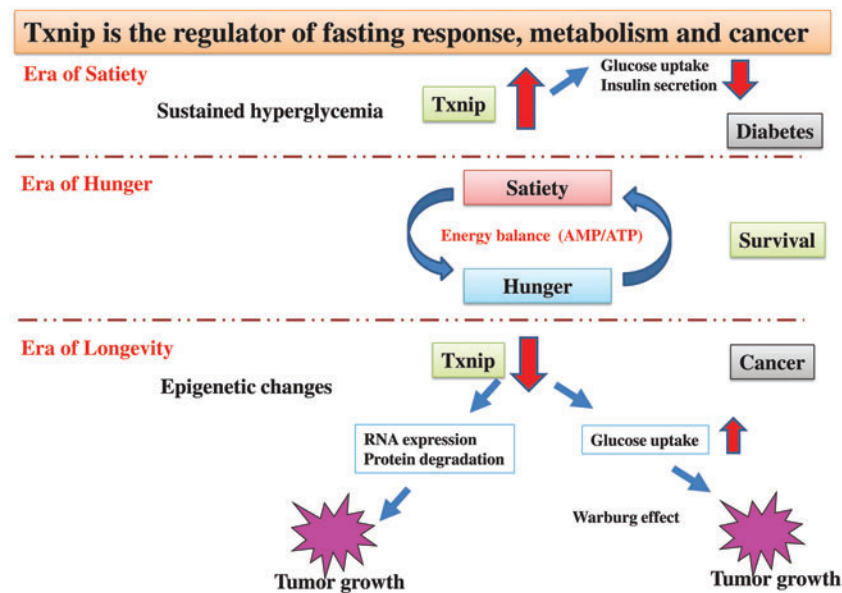 Txnip is the regulator of fasting response, metabolism and cancer
Era of Satiety
Sustained hyperglycemia
Txnip
Glucose uptake
Insulin secretion
Diabetes
Era of Hunger
Satiety
Energy balance (AMP/ATP)
Hunger
Survival
Era of Longevity
Epigenetic changes
Txnip
Cancer
RNA expression
Protein degradation
Glucose uptake
Warburg effect
Tumor growth
Tumor growth